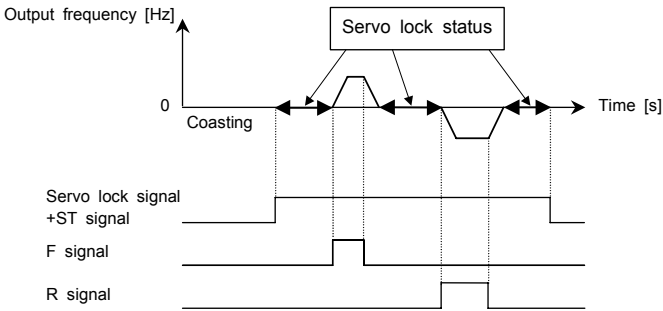 Output frequency [Hz]
Servo lock status
0
Time [s]
Coasting
Servo lock signal
+ST signal
F signal
R signal